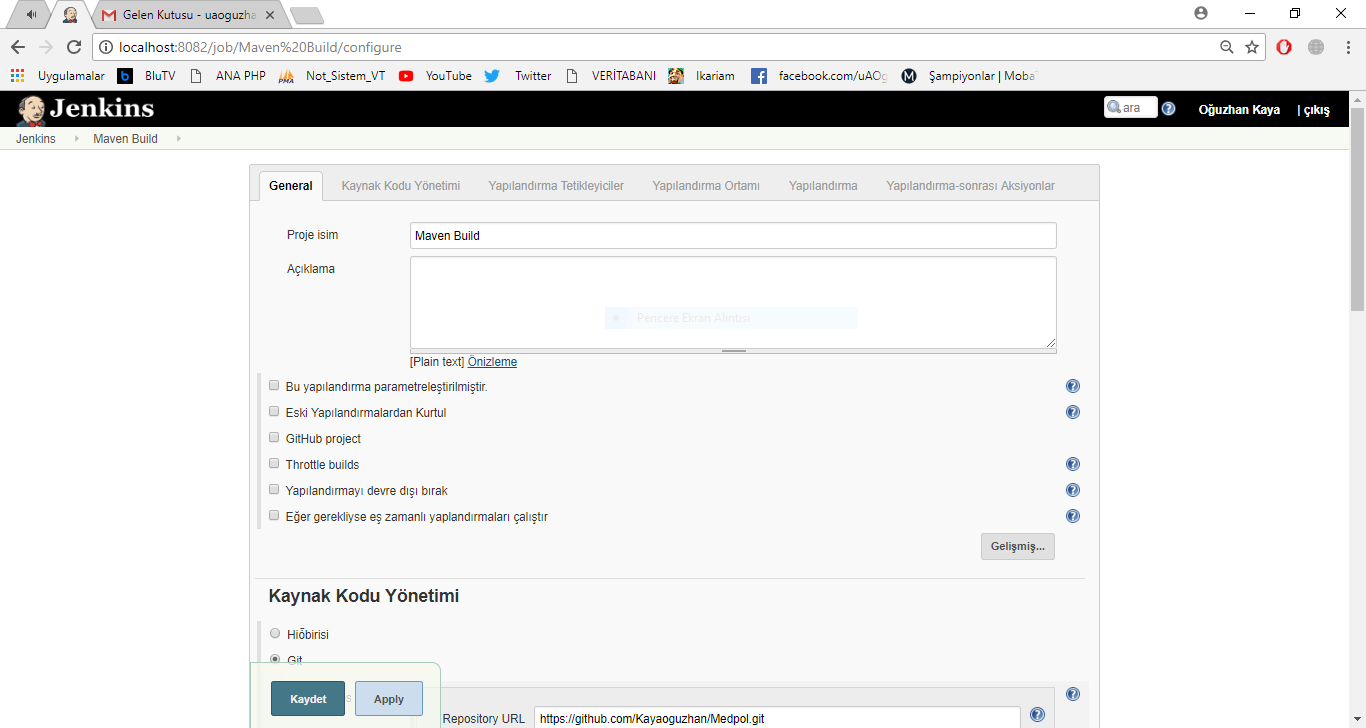 Gelen Kutusu - uaoguzha
localhost:8082/job/Maven%20Build/configure
Uygulamalar b BluTV ANA PHP PMA Not_Sistem_VT YouTube Twitter VERİTABANI Ikariam facebook.com/uAOg M Şampiyonlar | Moba
Jenkins ara Oğuzhan Kaya | çıkış
Jenkins Maven Build
General Kaynak Kodu Yönetimi Yapılandırma Tetikleyiciler Yapılandırma Ortamı Yapılandırma Yapılandırma-sonrası Aksiyonlar
Proje isim Maven Build
Açıklama
Pencere Ekran Alıntısı
[Plain text] Önizleme
Bu yapılandırma parametreleştirilmiştir.
Eski Yapılandırmalardan Kurtul
GitHub project
Throttle builds
Yapılandırmayı devre dışı bırak
Eğer gerekliyse eş zamanlı yaplandırmaları çalıştır
Gelişmiş...
Kaynak Kodu Yönetimi
Hiõbirisi
Git
Kaydet s Apply
Repository URL https://github.com/Kayaoguzhan/Medpol.git